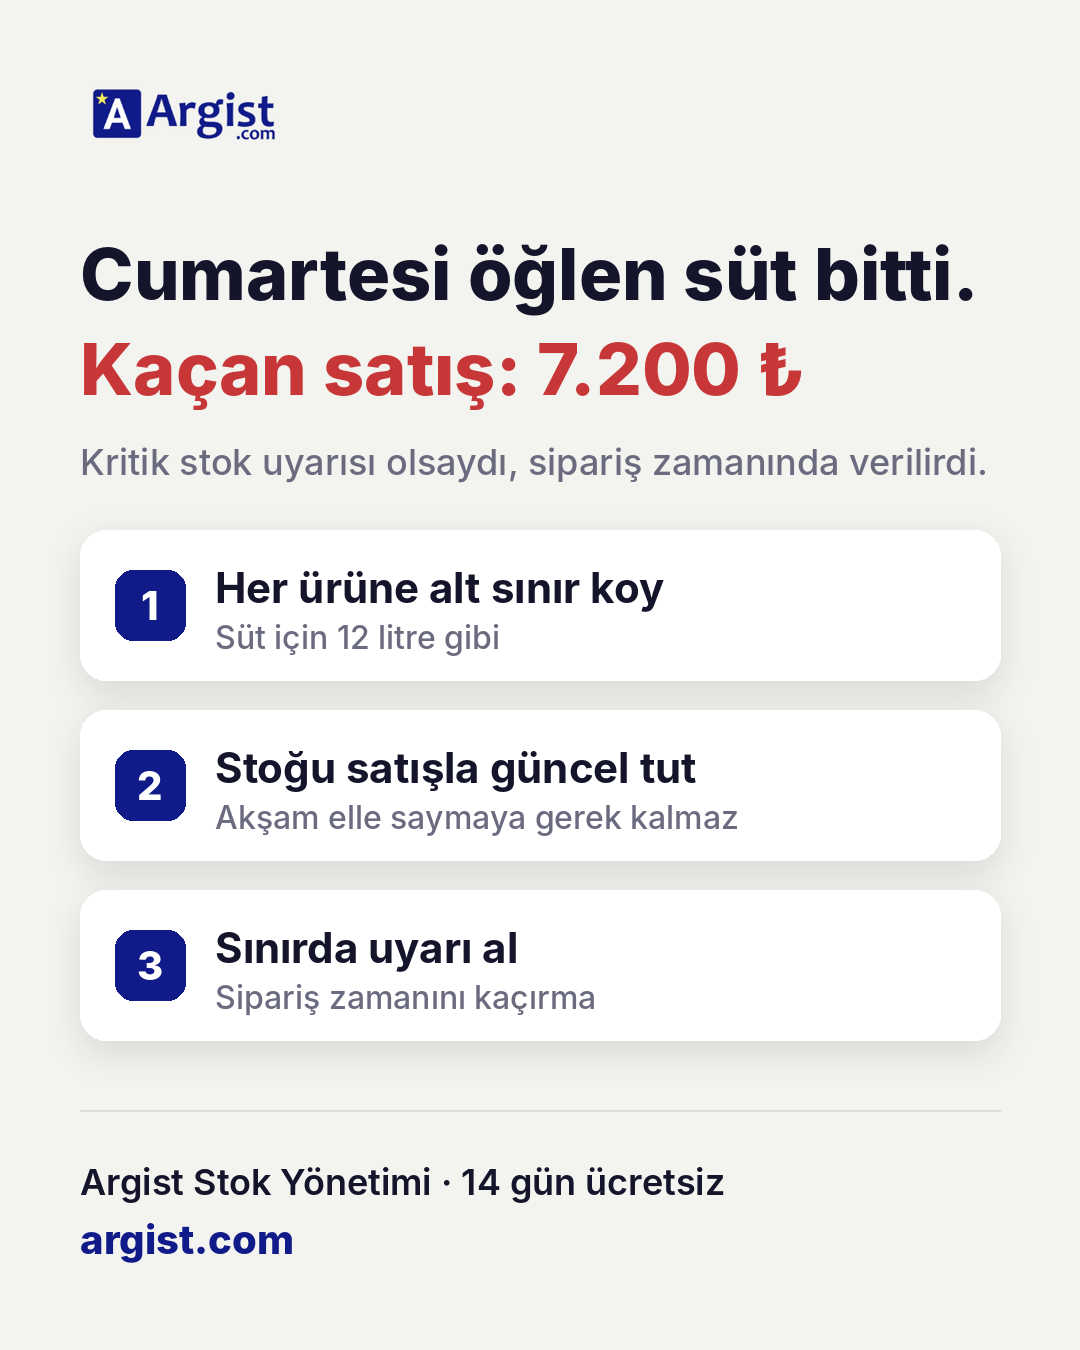 A Argist
.com
Cumartesi öğlen süt bitti.
Kaçan satış: 7.200 ₺
Kritik stok uyarısı olsaydı, sipariş zamanında verilirdi.
1
Her ürüne alt sınır koy
Süt için 12 litre gibi
2
Stoğu satışla güncel tut
Akşam elle saymaya gerek kalmaz
3
Sınırda uyarı al
Sipariş zamanını kaçırma
Argist Stok Yönetimi · 14 gün ücretsiz
argist.com